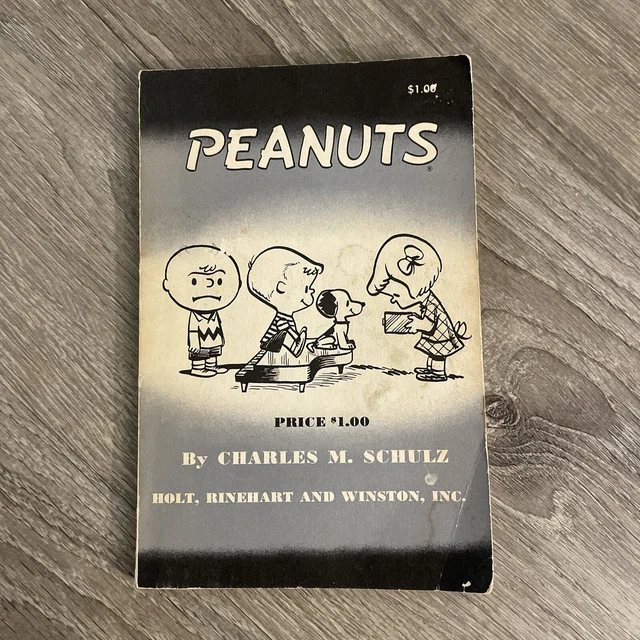 $1.00
PEANUTS®
PRICE $1.00
By CHARLES M. SCHULZ
HOLT, RINEHART AND WINSTON, INC.